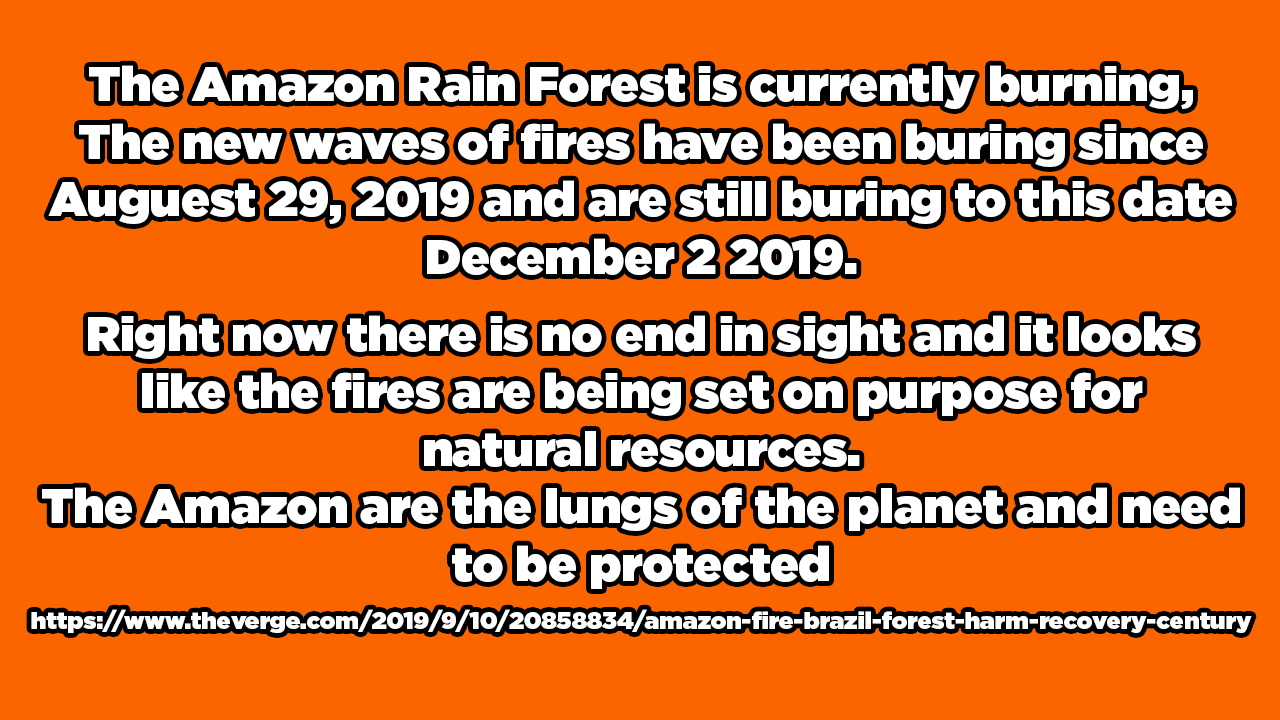 The Amazon Rain Forest is currently burning,
The new waves of fires have been buring since
Auguest 29, 2019 and are still buring to this date
December 2 2019.
Right now there is no end in sight and it looks
like the fires are being set on purpose for
natural resources.
The Amazon are the lungs of the planet and need
to be protected
https://www.theverge.com/2019/9/10/20858834/amazon-fire-brazil-forest-harm-recovery-century